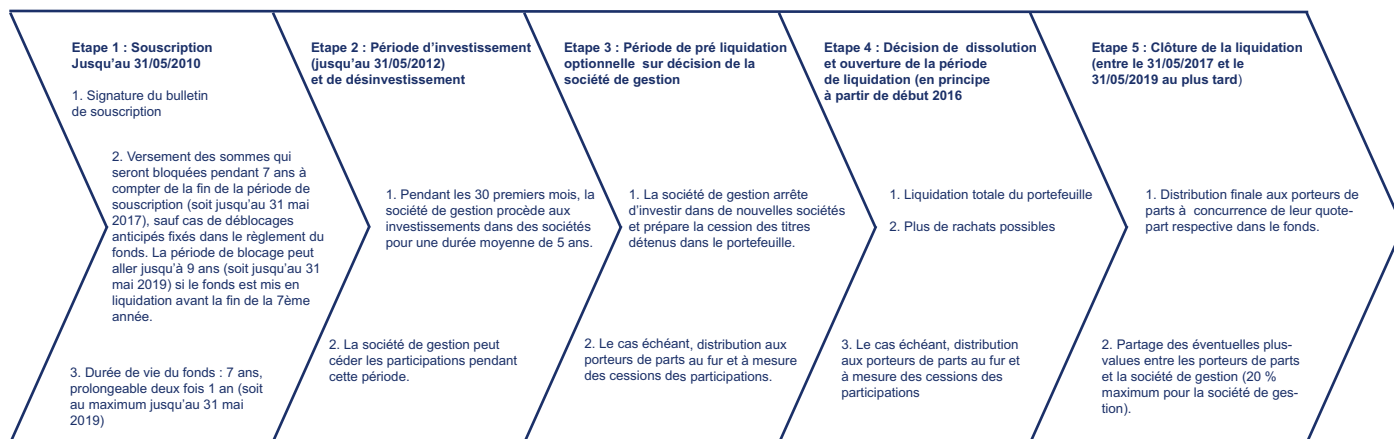 Etape 1 : Souscription
Jusqu’au 31/05/2010
1. Signature du bulletin
de souscription
2. Versement des sommes qui
seront bloquées pendant 7 ans à
compter de la fin de la période de
souscription (soit jusqu’au 31 mai
2017), sauf cas de déblocages
anticipés fixés dans le règlement du
fonds. La période de blocage peut
aller jusqu’à 9 ans (soit jusqu’au 31
mai 2019) si le fonds est mis en
liquidation avant la fin de la 7ème
année.
3. Durée de vie du fonds : 7 ans,
prolongeable deux fois 1 an (soit
au maximum jusqu’au 31 mai
2019)
Etape 2 : Période d’investissement
(jusqu’au 31/05/2012)
et de désinvestissement
1. Pendant les 30 premiers mois, la
société de gestion procède aux
investissements dans des sociétés
pour une durée moyenne de 5 ans.
2. La société de gestion peut
céder les participations pendant
cette période.
Etape 3 : Période de pré liquidation
optionnelle sur décision de la
société de gestion
1. La société de gestion arrête
d’investir dans de nouvelles sociétés
et prépare la cession des titres
détenus dans le portefeuille.
2. Le cas échéant, distribution aux
porteurs de parts au fur et à mesure
des cessions des participations.
Etape 4 : Décision de dissolution
et ouverture de la période
de liquidation (en principe
à partir de début 2016
1. Liquidation totale du portefeuille
2. Plus de rachats possibles
3. Le cas échéant, distribution
aux porteurs de parts au fur et
à mesure des cessions des
participations
Etape 5 : Clôture de la liquidation
(entre le 31/05/2017 et le
31/05/2019 au plus tard)
1. Distribution finale aux porteurs de
parts à concurrence de leur quote-
part respective dans le fonds.
2. Partage des éventuelles plus-
values entre les porteurs de parts
et la société de gestion (20 %
maximum pour la société de ges-
tion).